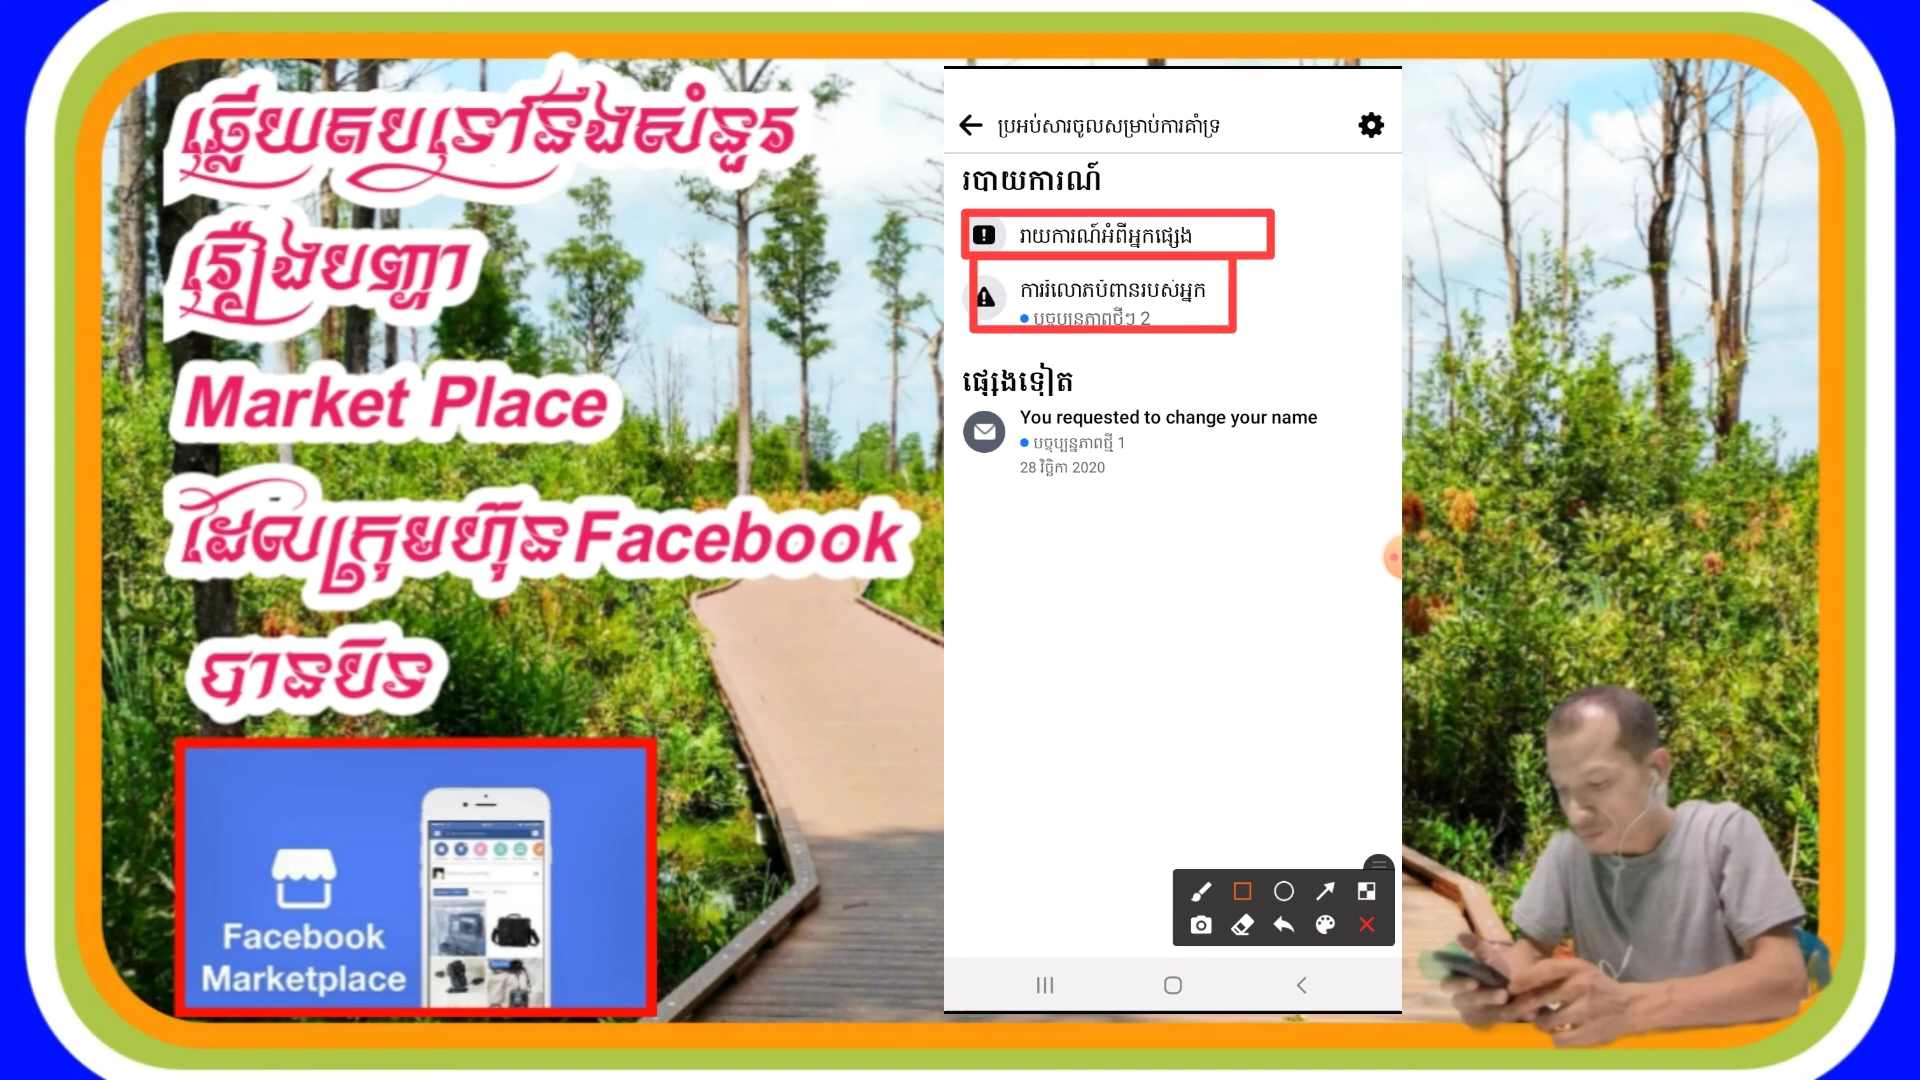 ឆ្លើយតបទៅនឹងសំនួរ
រឿងបញ្ហា
Market Place
ដែលក្រុមហ៊ុនFacebook
បានបិទ
Facebook
Marketplace
ប្រអប់សារចូលសម្រាប់ការគាំទ្រ
របាយការណ៍
រាយការណ៍អំពីអ្នកផ្សេង
ការរំលោភបំពានរបស់អ្នក
បច្ចុប្បន្នភាពថ្មីៗ 2
ផ្សេងទៀត
You requested to change your name
បច្ចុប្បន្នភាពថ្មី 1
28 វិច្ឆិកា 2020